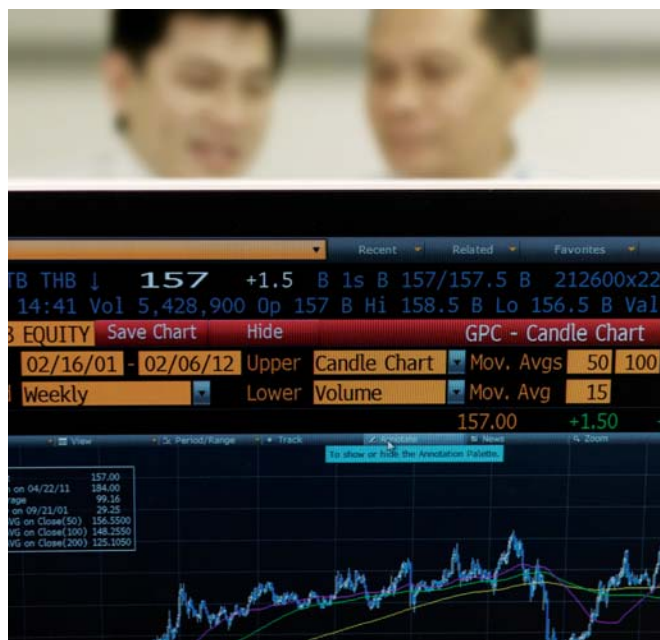 Recent Related Favorites
TB THB ↓ 157 +1.5 B 1s B 157/157.5 B 212600x22
14:41 Vol 5,428,900 Op 157 B Hi 158.5 B Lo 156.5 B Val
EQUITY Save Chart Hide GPC - Candle Chart
02/16/01 - 02/06/12 Upper Candle Chart Mov. Avgs 50 100
Weekly Lower Volume Mov. Avg 15
157.00 +1.50
View Period/Range Track Annotate News Zoom
To show or hide the Annotation Palette.
157.00
on 04/22/11 184.00
rage 99.16
on 09/21/01 29.25
AVG on Close(50) 156.5500
AVG on Close(100) 148.2550
AVG on Close(200) 125.1050